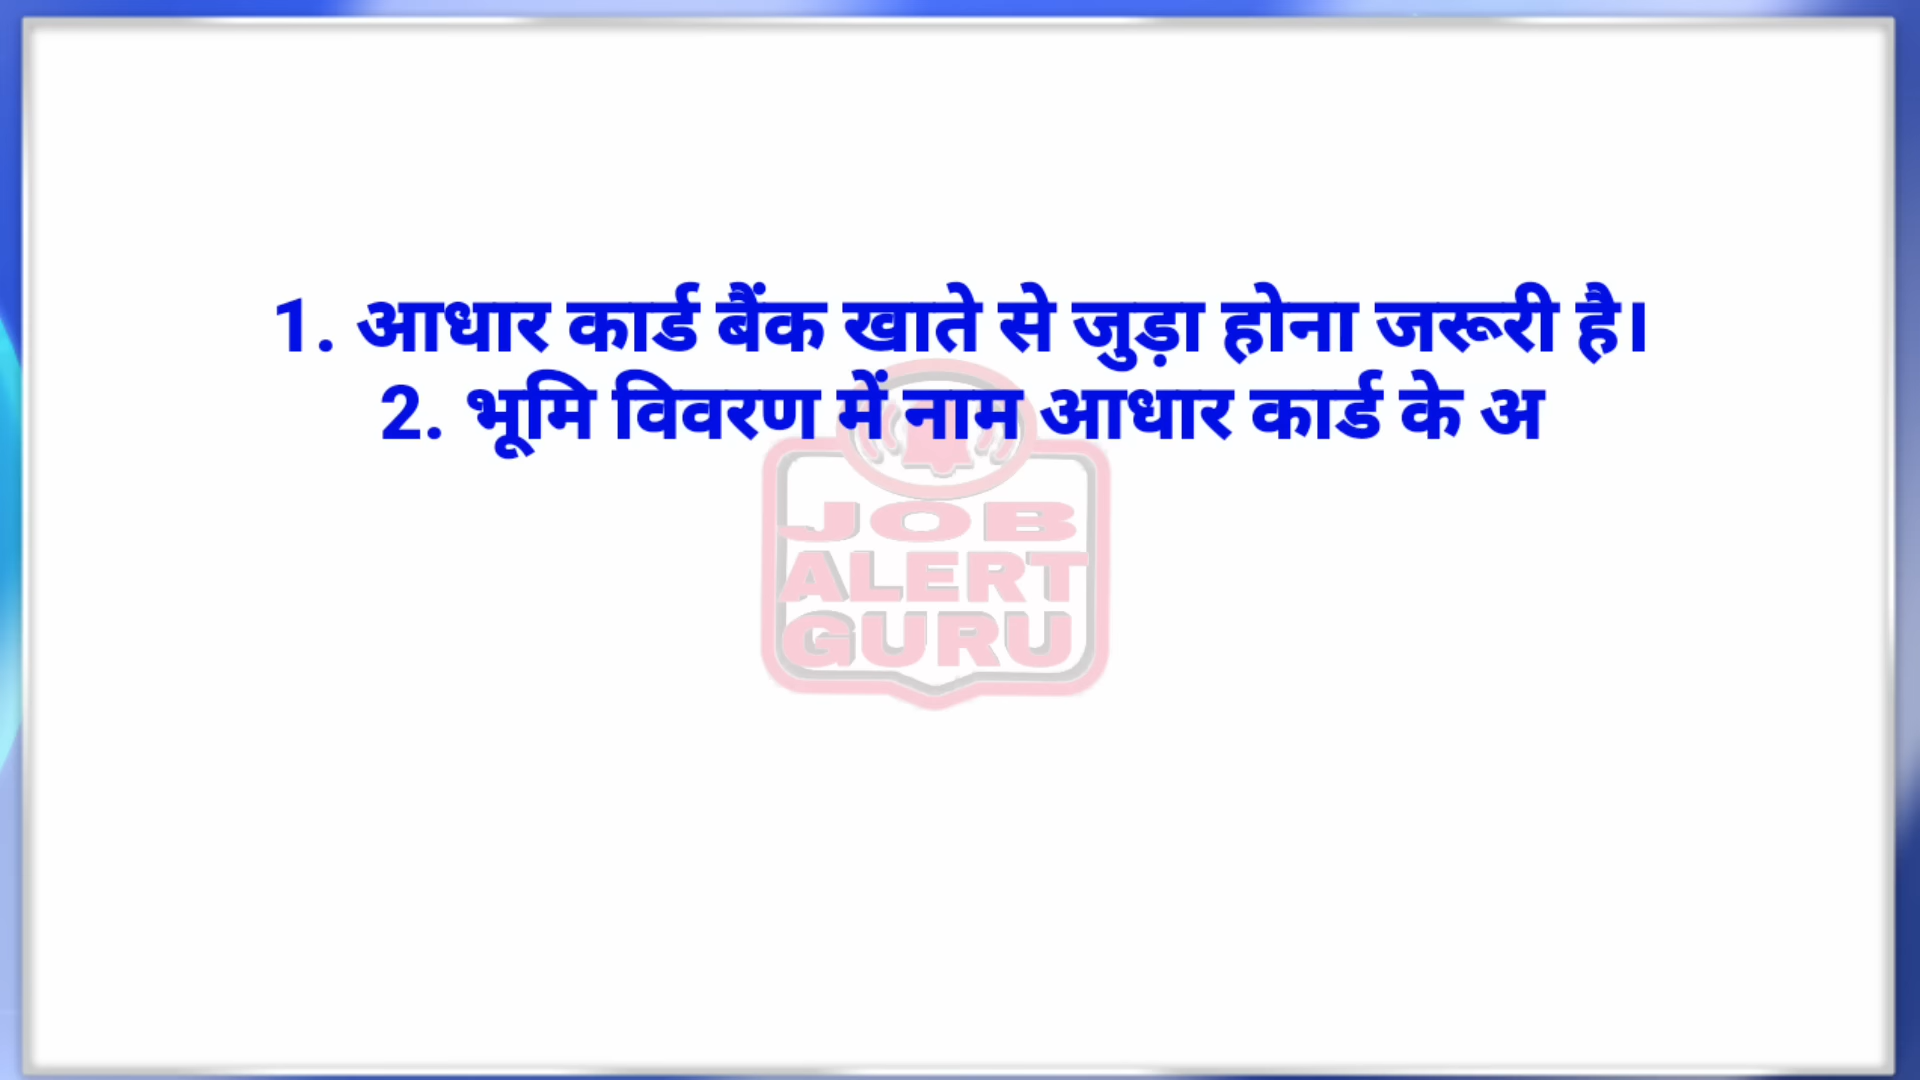 1. आधार कार्ड बैंक खाते से जुड़ा होना जरूरी है।
2. भूमि विवरण में नाम आधार कार्ड के अ
JOB
ALERT
GURU